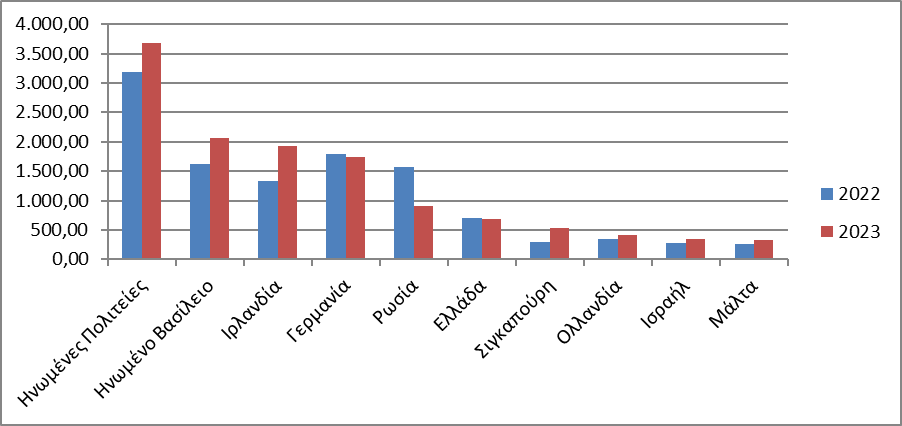 4.000,00
3.500,00
3.000,00
2.500,00
2.000,00
1.500,00
1.000,00
500,00
0,00
Ηνωμένες Πολιτείες
Ηνωμένο Βασίλειο
Ιρλανδία
Γερμανία
Ρωσία
Ελλάδα
Σιγκαπούρη
Ολλανδία
Ισραήλ
Μάλτα
2022
2023